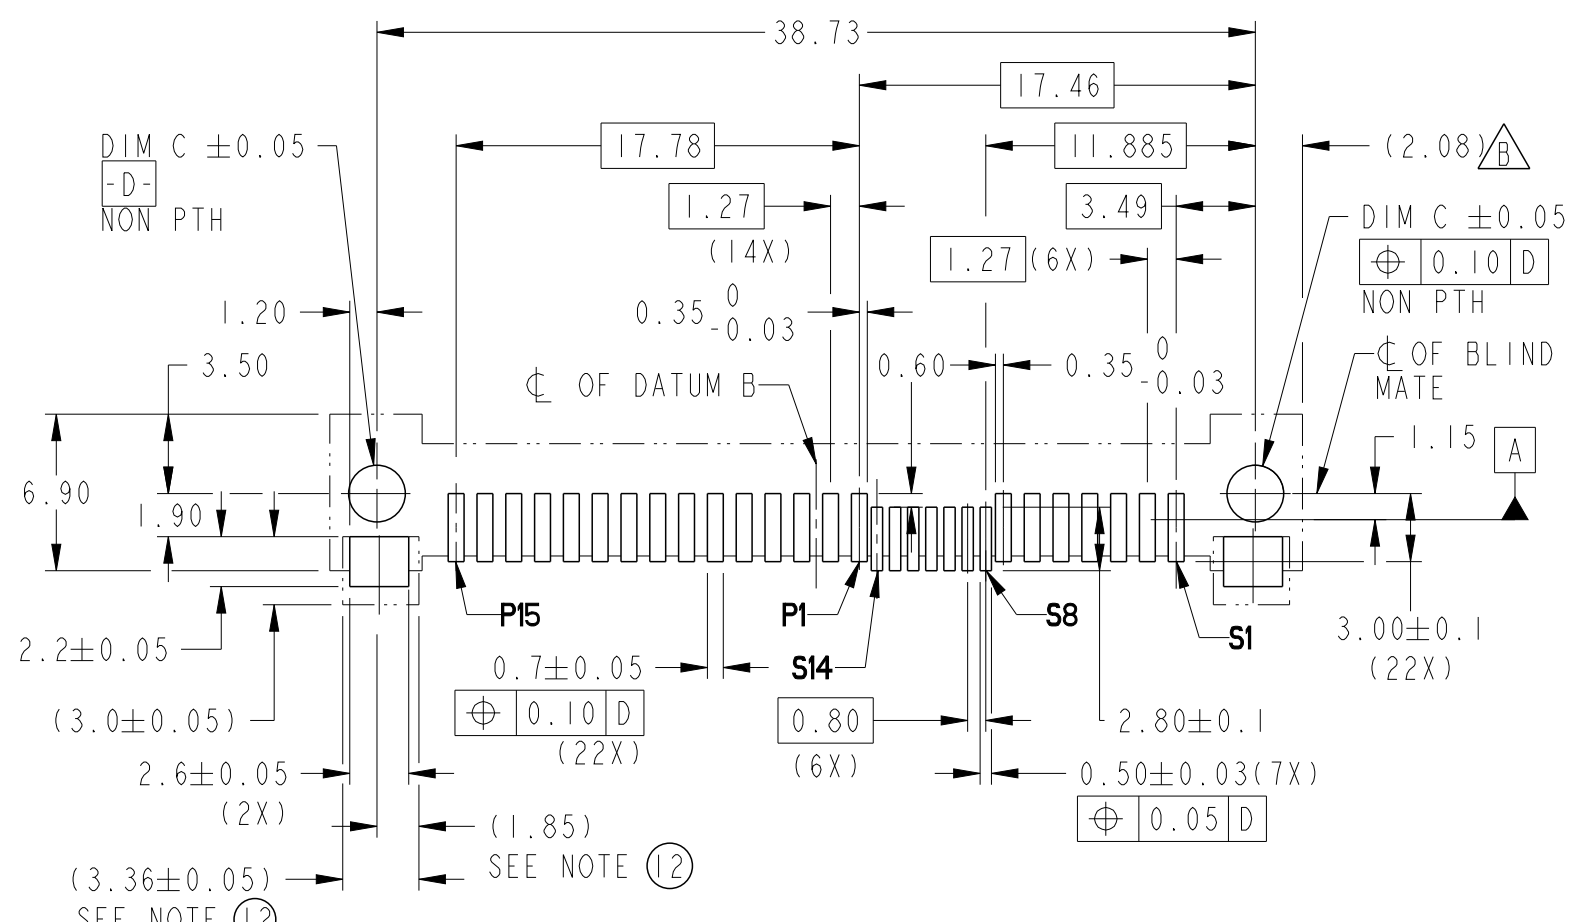 38.73
17.46
DIM C ±0.05
-D-
NON PTH
17.78
11.885
(2.08) B
1.27
(14X)
3.49
DIM C ±0.05
⌖ 0.10 D
NON PTH
1.27 (6X)
1.20
0.35 0
-0.03
3.50
℄ OF DATUM B
0.60
0.35 0
-0.03
℄ OF BLIND
MATE
1.15
A
6.90
1.90
P15
P1
S8
S1
2.2±0.05
0.7±0.05
S14
3.00±0.1
(22X)
⌖ 0.10 D
(22X)
(3.0±0.05)
0.80
(6X)
2.80±0.1
2.6±0.05
(2X)
0.50±0.03(7X)
⌖ 0.05 D
(1.85)
SEE NOTE 12
(3.36±0.05)
SEE NOTE 12